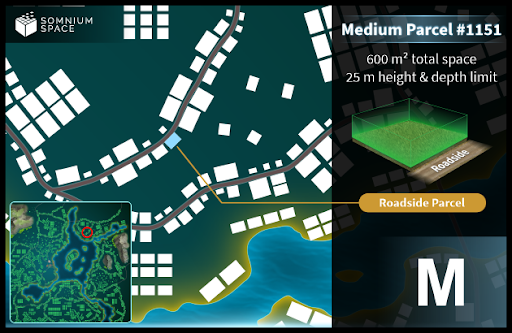 SOMNIUM
SPACE
Medium Parcel #1151
600 m² total space
25 m height & depth limit
Roadside
Roadside Parcel
M